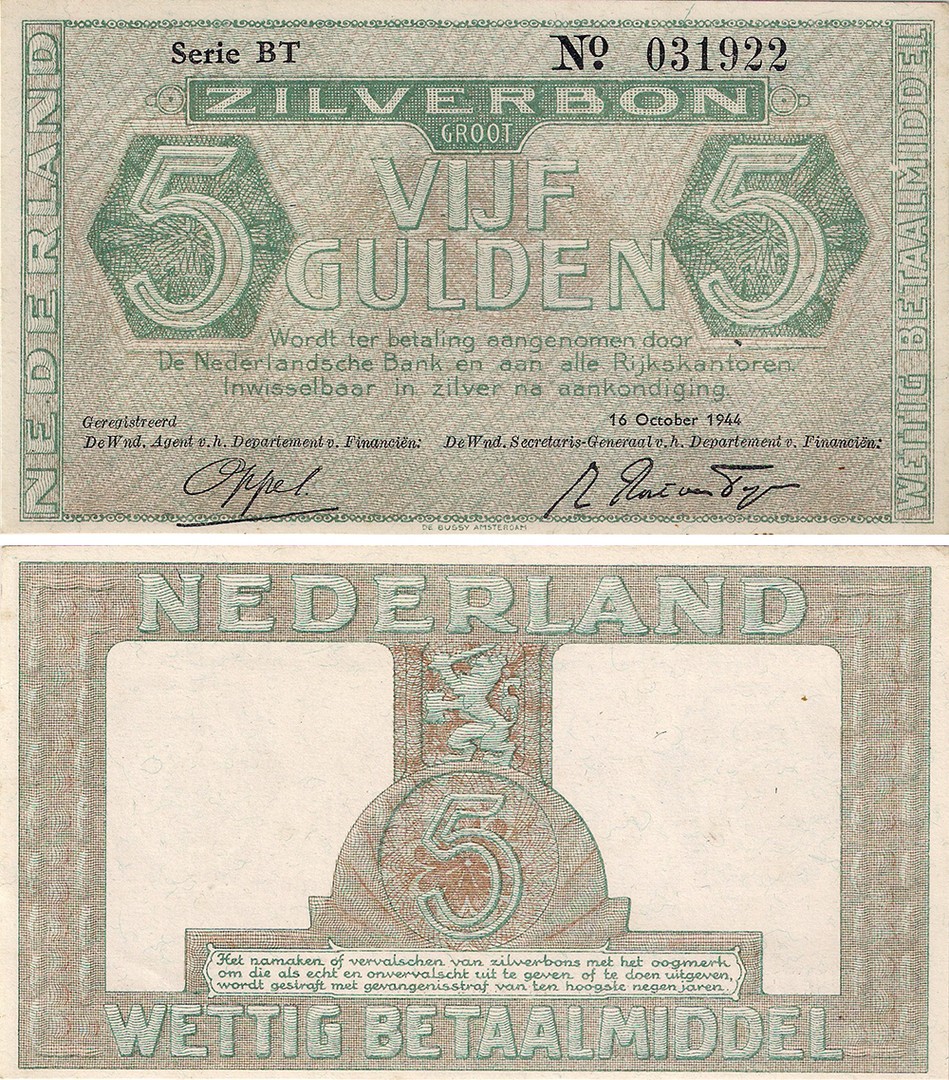 Serie BT
Nº 031922
ZILVERBON
GROOT
5
VIJF
GULDEN
5
NEDERLAND
WETTIG BETAALMIDDEL
Wordt ter betaling aangenomen door
De Nederlandsche Bank en aan alle Rijkskantoren.
Inwisselbaar in zilver na aankondiging.
Geregistreerd
16 October 1944
De Wnd. Agent v.h. Departement v. Financiën:
De Wnd. Secretaris-Generaal v.h. Departement v. Financiën:
Oppel.
DE BUSSY AMSTERDAM
NEDERLAND
5
Het namaken of vervalschen van zilverbons met het oogmerk
om die als echt en onvervalscht uit te geven of te doen uitgeven,
wordt gestraft met gevangenisstraf van ten hoogste negen jaren.
WETTIG BETAALMIDDEL